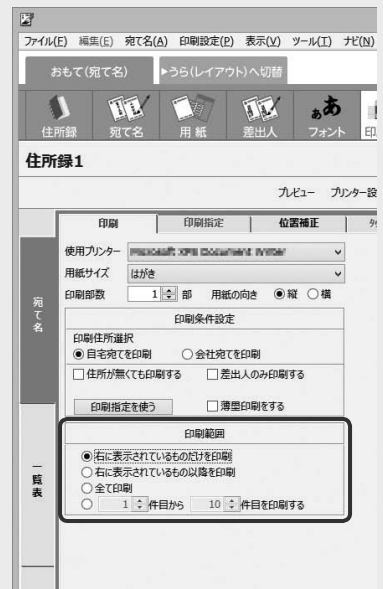 ファイル(F) 編集(E) 宛て名(A) 印刷設定(P) 表示(V) ツール(T) ナビ(N)
おもて(宛て名) ▶うら(レイアウト)へ切替
住所録 宛て名 用紙 差出人 フォント 印
住所録1
プレビュー プリンター設
印刷 印刷指定 位置補正
宛て名
一覧表
使用プリンター Microsoft XPS Document Writer
用紙サイズ はがき
印刷部数 1 部 用紙の向き 縦 横
印刷条件設定
印刷住所選択
自宅宛てを印刷 会社宛てを印刷
住所が無くても印刷する 差出人のみ印刷する
印刷指定を使う 薄墨印刷をする
印刷範囲
右に表示されているものだけを印刷
右に表示されているもの以降を印刷
全て印刷
1 件目から 10 件目を印刷する